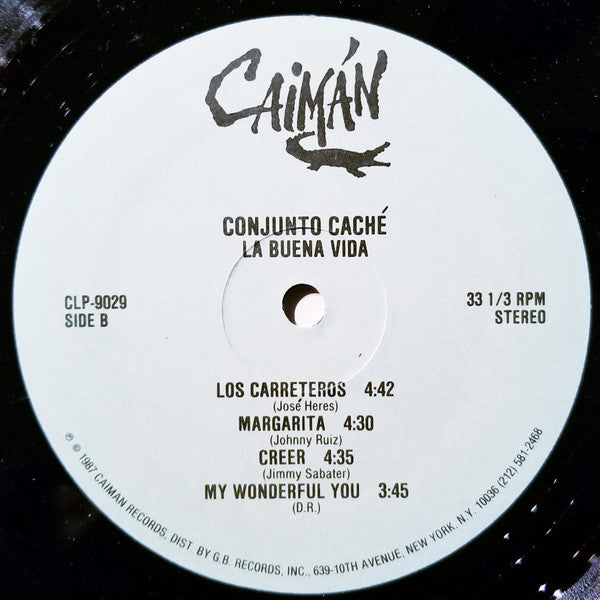 CAIMÁN
CONJUNTO CACHÉ
LA BUENA VIDA
CLP-9029
SIDE B
33 1/3 RPM
STEREO
LOS CARRETEROS 4:42
(José Heres)
MARGARITA 4:30
(Johnny Ruiz)
CREER 4:35
(Jimmy Sabater)
MY WONDERFUL YOU 3:45
(D.R.)
℗ © 1987 CAIMAN RECORDS, DIST BY G.B. RECORDS, INC., 639-10TH AVENUE, NEW YORK, N.Y. 10036 (212) 581-2468